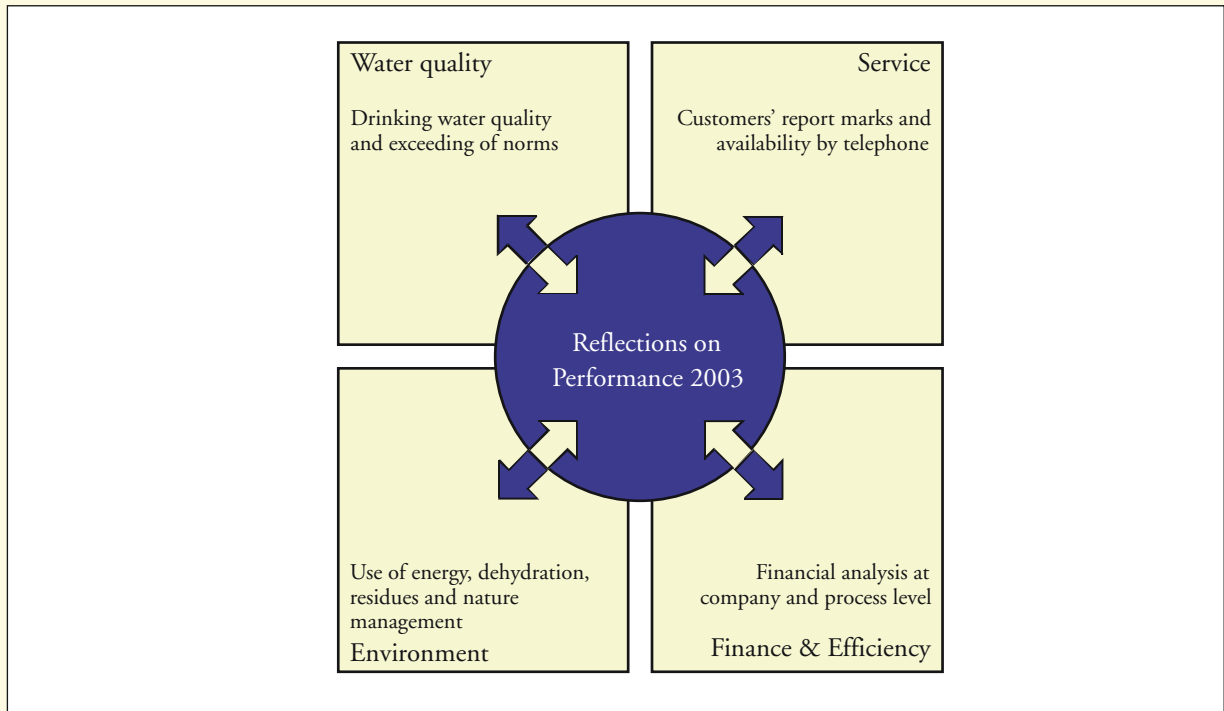 Water quality
Drinking water quality
and exceeding of norms
Service
Customers’ report marks and
availability by telephone
Reflections on
Performance 2003
Use of energy, dehydration,
residues and nature
management
Environment
Financial analysis at
company and process level
Finance & Efficiency